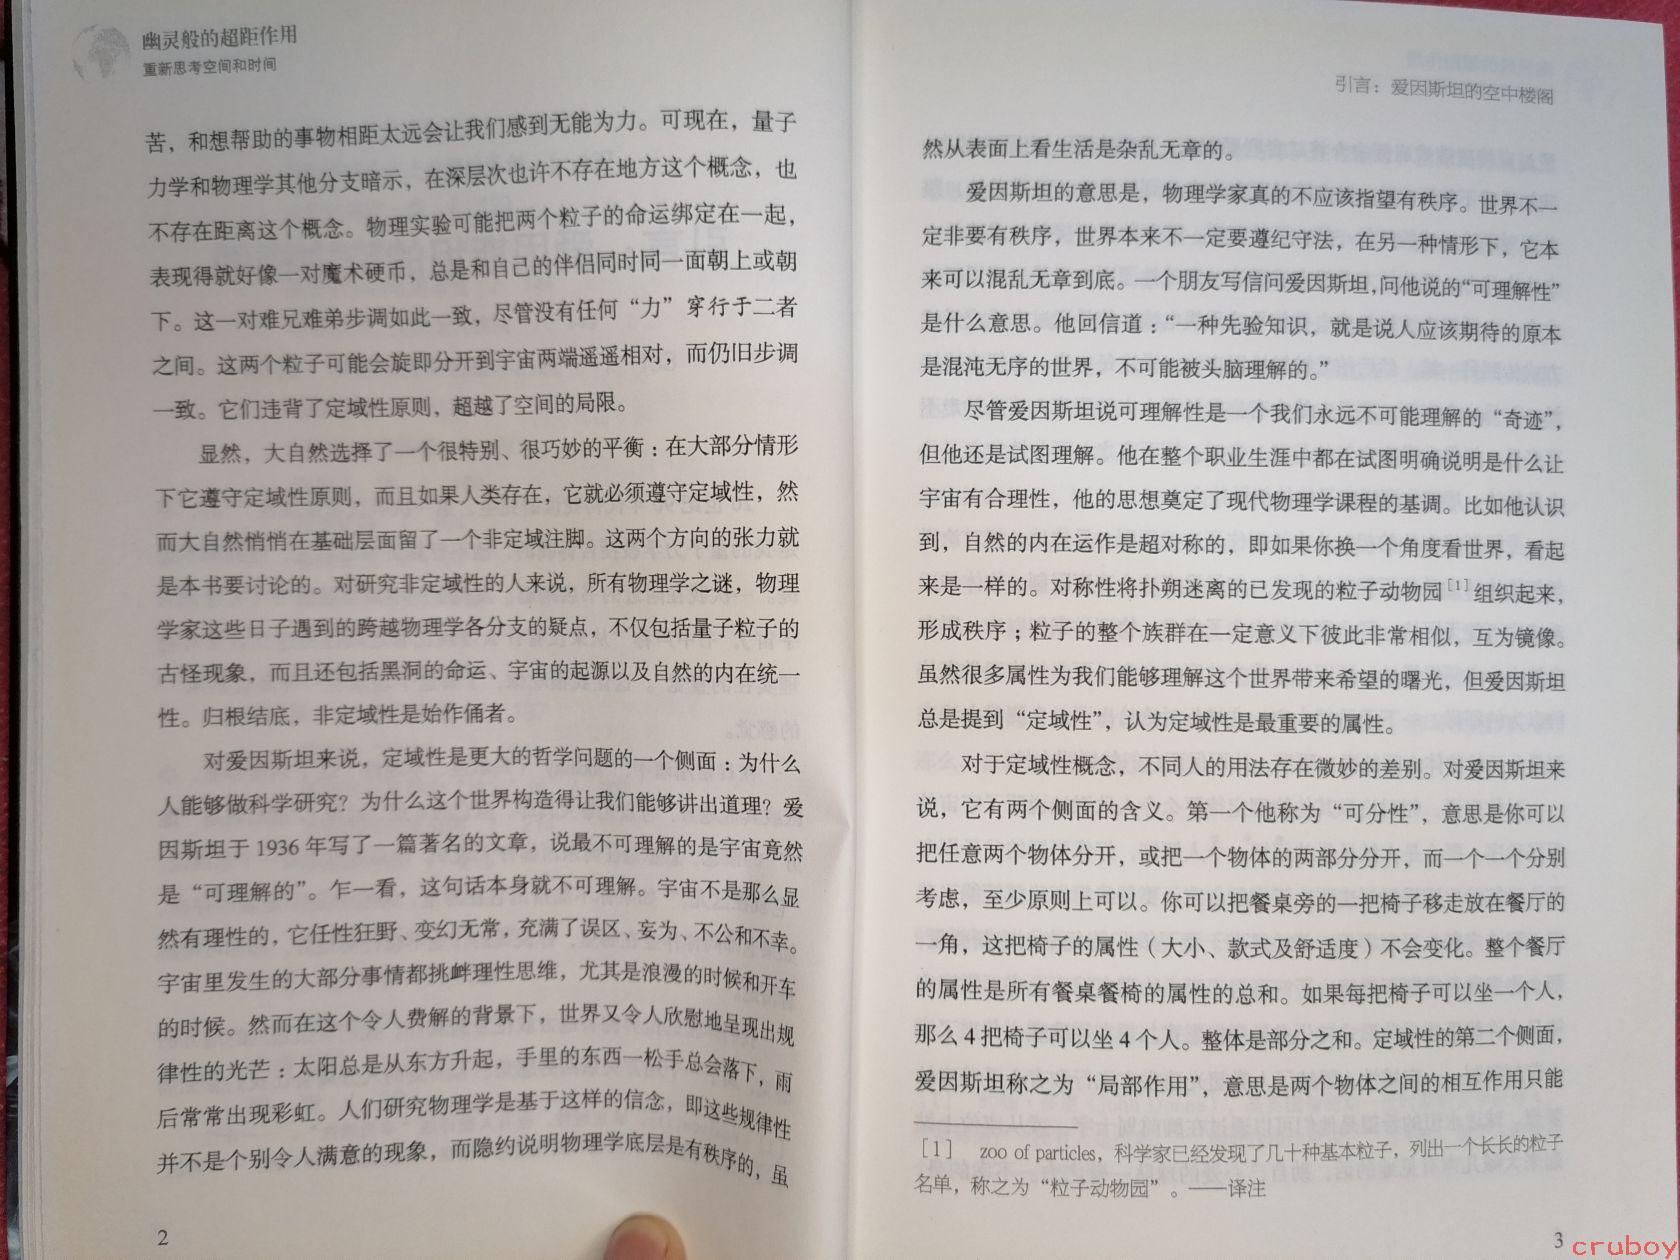 幽灵般的超距作用
重新思考空间和时间
苦，和想帮助的事物相距太远会让我们感到无能为力。可现在，量子
力学和物理学其他分支暗示，在深层次也许不存在地方这个概念，也
不存在距离这个概念。物理实验可能把两个粒子的命运绑定在一起，
表现得就好像一对魔术硬币，总是和自己的伴侣同时同一面朝上或朝
下。这一对难兄难弟步调如此一致，尽管没有任何“力”穿行于二者
之间。这两个粒子可能会旋即分开到宇宙两端遥遥相对，而仍旧步调
一致。它们违背了定域性原则，超越了空间的局限。
显然，大自然选择了一个很特别、很巧妙的平衡：在大部分情形
下它遵守定域性原则，而且如果人类存在，它就必须遵守定域性，然
而大自然悄悄在基础层面留了一个非定域注脚。这两个方向的张力就
是本书要讨论的。对研究非定域性的人来说，所有物理学之谜，物理
学家这些日子遇到的跨越物理学各分支的疑点，不仅包括量子粒子的
古怪现象，而且还包括黑洞的命运、宇宙的起源以及自然的内在统一
性。归根结底，非定域性是始作俑者。
对爱因斯坦来说，定域性是更大的哲学问题的一个侧面：为什么
人能够做科学研究？为什么这个世界构造得让我们能够讲出道理？爱
因斯坦于 1936 年写了一篇著名的文章，说最不可理解的是宇宙竟然
是“可理解的”。乍一看，这句话本身就不可理解。宇宙不是那么显
然有理性的，它任性狂野、变幻无常，充满了误区、妄为、不公和不幸。
宇宙里发生的大部分事情都挑衅理性思维，尤其是浪漫的时候和开车
的时候。然而在这个令人费解的背景下，世界又令人欣慰地呈现出规
律性的光芒：太阳总是从东方升起，手里的东西一松手总会落下，雨
后常常出现彩虹。人们研究物理学是基于这样的信念，即这些规律性
并不是个别令人满意的现象，而隐约说明物理学底层是有秩序的，虽
2
引言：爱因斯坦的空中楼阁
然从表面上看生活是杂乱无章的。
爱因斯坦的意思是，物理学家真的不应该指望有秩序。世界不一
定非要有秩序，世界本来不一定要遵纪守法，在另一种情形下，它本
来可以混乱无章到底。一个朋友写信问爱因斯坦，问他说的“可理解性”
是什么意思。他回信道：“一种先验知识，就是说人应该期待的原本
是混沌无序的世界，不可能被头脑理解的。”
尽管爱因斯坦说可理解性是一个我们永远不可能理解的“奇迹”，
但他还是试图理解。他在整个职业生涯中都在试图明确说明是什么让
宇宙有合理性，他的思想奠定了现代物理学课程的基调。比如他认识
到，自然的内在运作是超对称的，即如果你换一个角度看世界，看起
来是一样的。对称性将扑朔迷离的已发现的粒子动物园[1]组织起来，
形成秩序；粒子的整个族群在一定意义下彼此非常相似，互为镜像。
虽然很多属性为我们能够理解这个世界带来希望的曙光，但爱因斯坦
总是提到“定域性”，认为定域性是最重要的属性。
对于定域性概念，不同人的用法存在微妙的差别。对爱因斯坦来
说，它有两个侧面的含义。第一个他称为“可分性”，意思是你可以
把任意两个物体分开，或把一个物体的两部分分开，而一个一个分别
考虑，至少原则上可以。你可以把餐桌旁的一把椅子移走放在餐厅的
一角，这把椅子的属性（大小、款式及舒适度）不会变化。整个餐厅
的属性是所有餐桌餐椅的属性的总和。如果每把椅子可以坐一个人，
那么 4 把椅子可以坐 4 个人。整体是部分之和。定域性的第二个侧面，
爱因斯坦称之为“局部作用”，意思是两个物体之间的相互作用只能
[1] zoo of particles，科学家已经发现了几十种基本粒子，列出一个长长的粒子
名单，称之为“粒子动物园”。——译注
3
cruboy